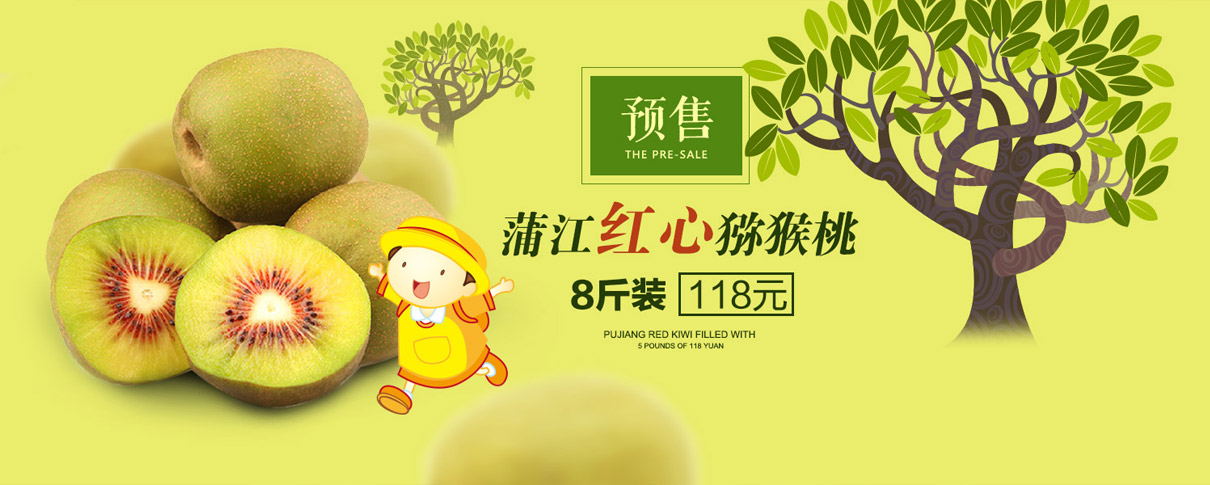 预售
THE PRE-SALE
蒲江红心猕猴桃
8斤装 118元
PUJIANG RED KIWI FILLED WITH
5 POUNDS OF 118 YUAN